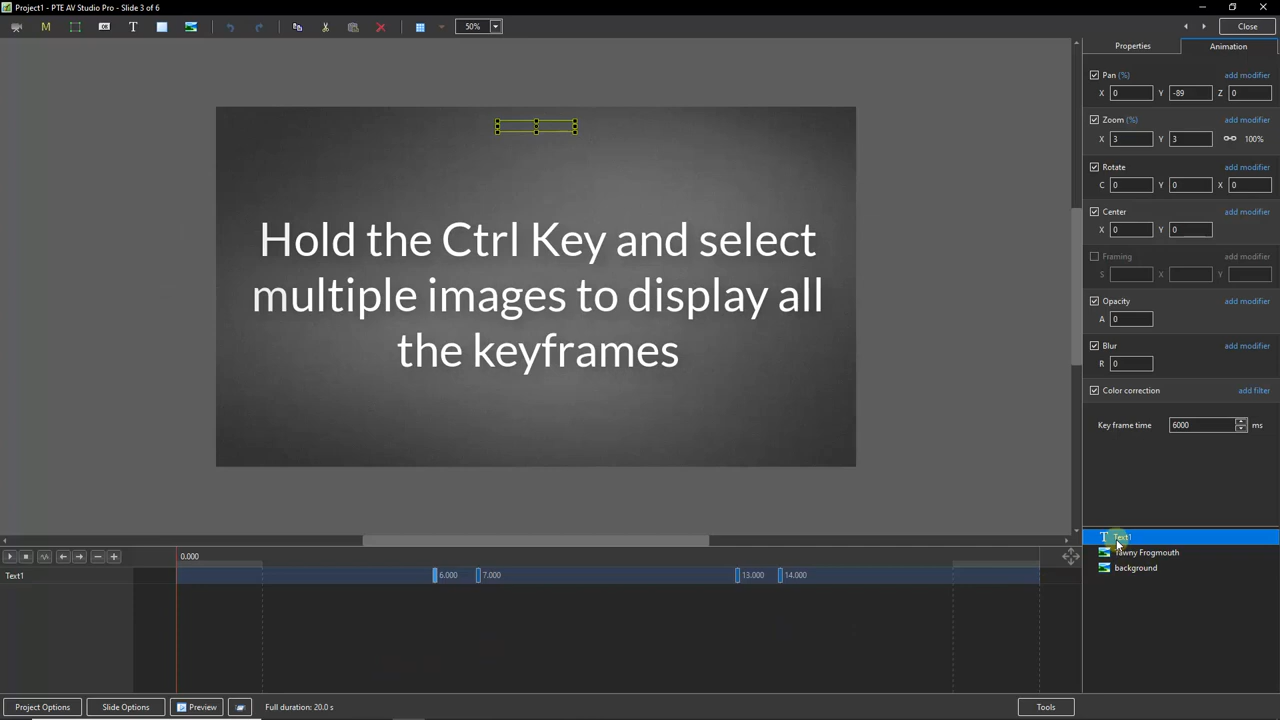 Project1 - PTE AV Studio Pro - Slide 3 of 6
M
OK
T
50%
Close
Properties
Animation
Pan (%)
add modifier
X 0 Y -89 Z 0
Zoom (%)
add modifier
X 3 Y 3 100%
Rotate
add modifier
C 0 Y 0 X 0
Center
add modifier
X 0 Y 0
Framing
add modifier
S X Y
Opacity
add modifier
A 0
Blur
add modifier
R 0
Color correction
add filter
Key frame time 6000 ms
Hold the Ctrl Key and select
multiple images to display all
the keyframes
T Text1
Tawny Frogmouth
background
0.000
Text1
6.000
7.000
13.000
14.000
Project Options
Slide Options
Preview
Full duration: 20.0 s
Tools